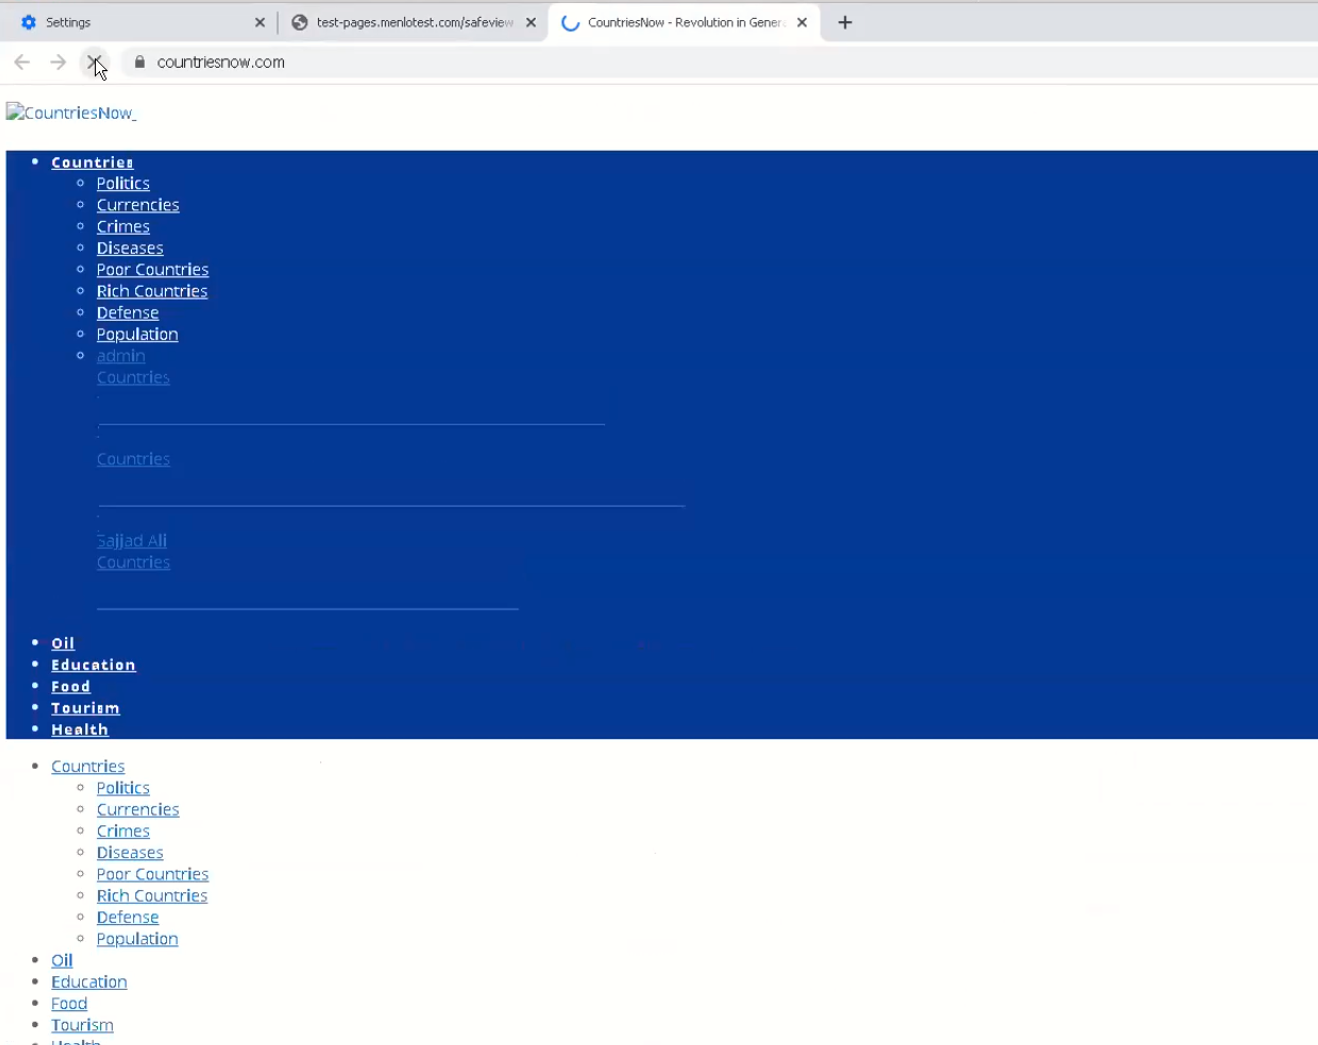 Settings
test-pages.menlotest.com/safeview
CountriesNow - Revolution in Gener
countriesnow.com
CountriesNow
Countries
Politics
Currencies
Crimes
Diseases
Poor Countries
Rich Countries
Defense
Population
admin
Countries
Countries
Sajjad Ali
Countries
Oil
Education
Food
Tourism
Health
Countries
Politics
Currencies
Crimes
Diseases
Poor Countries
Rich Countries
Defense
Population
Oil
Education
Food
Tourism
Health